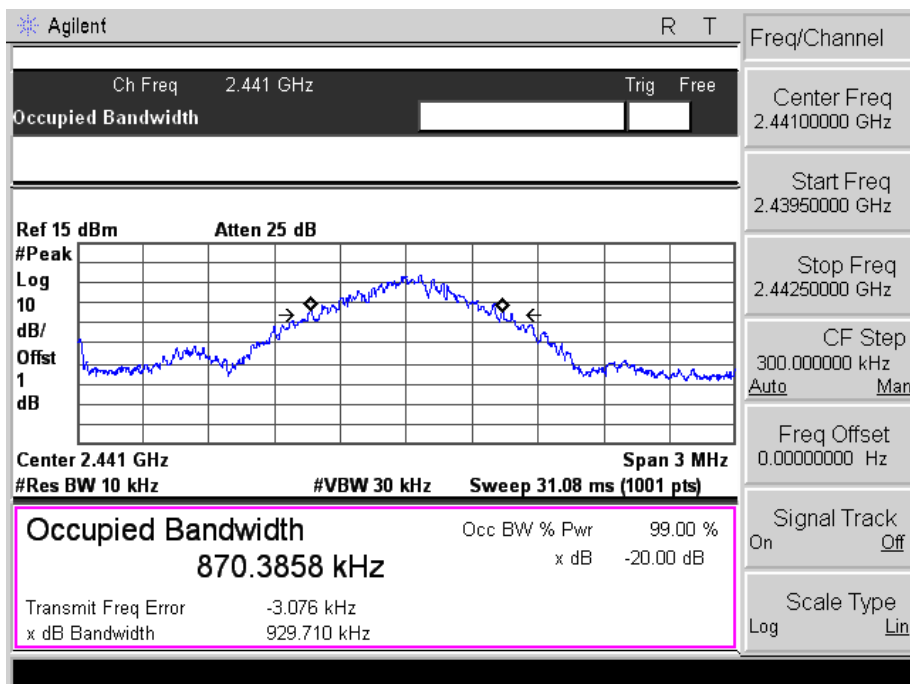 Agilent R T
Ch Freq 2.441 GHz Trig Free
Occupied Bandwidth
Ref 15 dBm Atten 25 dB
#Peak
Log
10
dB/
Offst
1
dB
Center 2.441 GHz Span 3 MHz
#Res BW 10 kHz #VBW 30 kHz Sweep 31.08 ms (1001 pts)
Occupied Bandwidth
870.3858 kHz
Occ BW % Pwr 99.00 %
x dB -20.00 dB
Transmit Freq Error -3.076 kHz
x dB Bandwidth 929.710 kHz
Freq/Channel
Center Freq
2.44100000 GHz
Start Freq
2.43950000 GHz
Stop Freq
2.44250000 GHz
CF Step
300.000000 kHz
Auto Man
Freq Offset
0.00000000 Hz
Signal Track
On Off
Scale Type
Log Lin